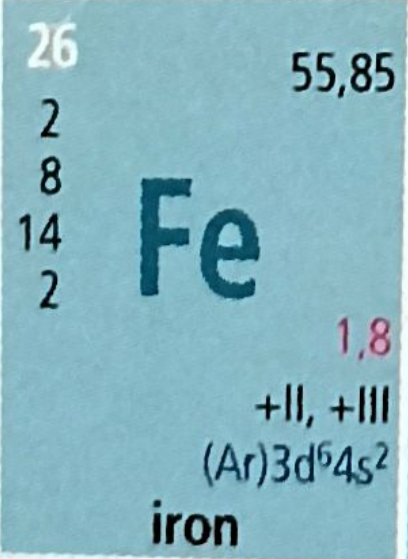 26
55,85
2
8
14
2
Fe
1,8
+II, +III
(Ar)3d⁶4s²
iron